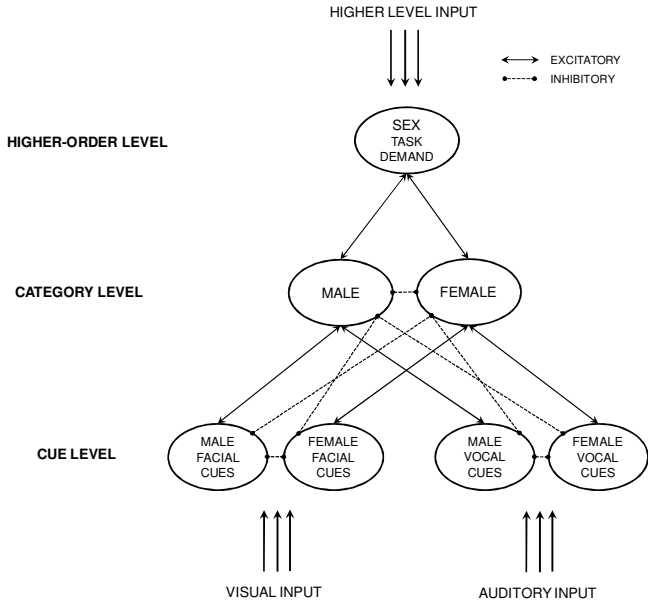 HIGHER LEVEL INPUT
EXCITATORY
INHIBITORY
HIGHER-ORDER LEVEL
SEX
TASK
DEMAND
CATEGORY LEVEL
MALE
FEMALE
CUE LEVEL
MALE
FACIAL
CUES
FEMALE
FACIAL
CUES
MALE
VOCAL
CUES
FEMALE
VOCAL
CUES
VISUAL INPUT
AUDITORY INPUT